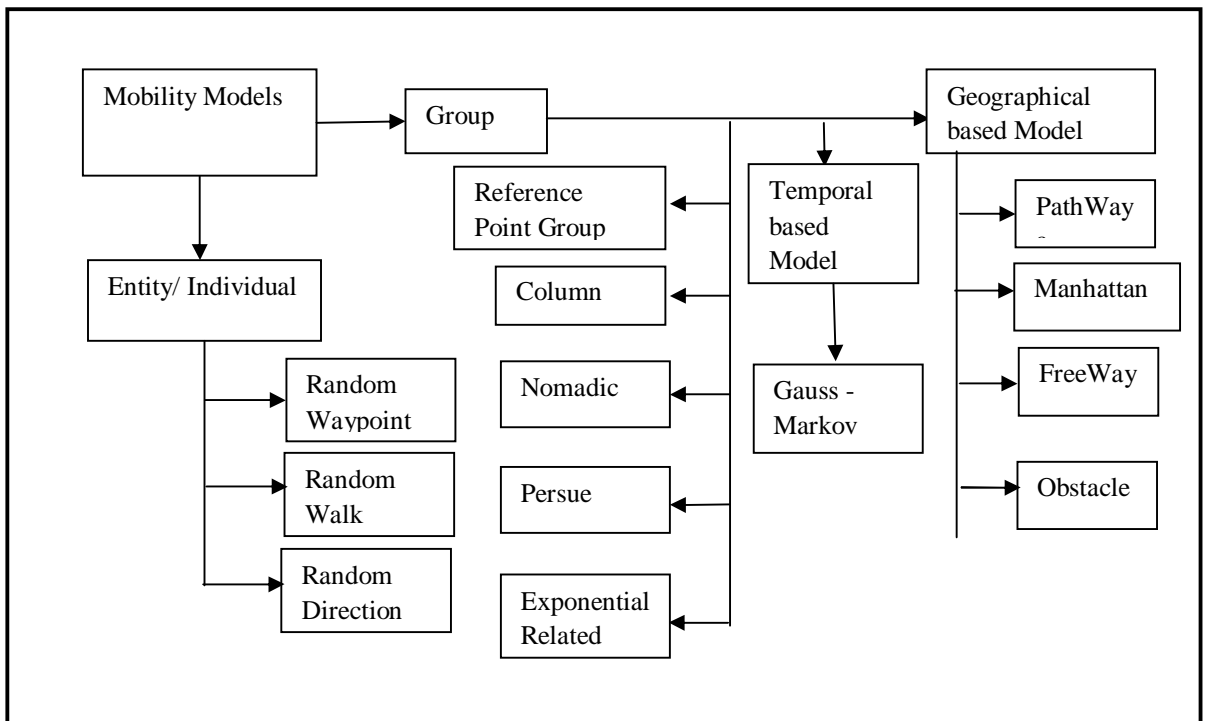 Mobility Models
Group
Geographical
based Model
Reference
Point Group
Temporal
based
Model
PathWay
Entity/ Individual
Column
Manhattan
Random
Waypoint
Nomadic
Gauss -
Markov
FreeWay
Random
Walk
Persue
Obstacle
Random
Direction
Exponential
Related